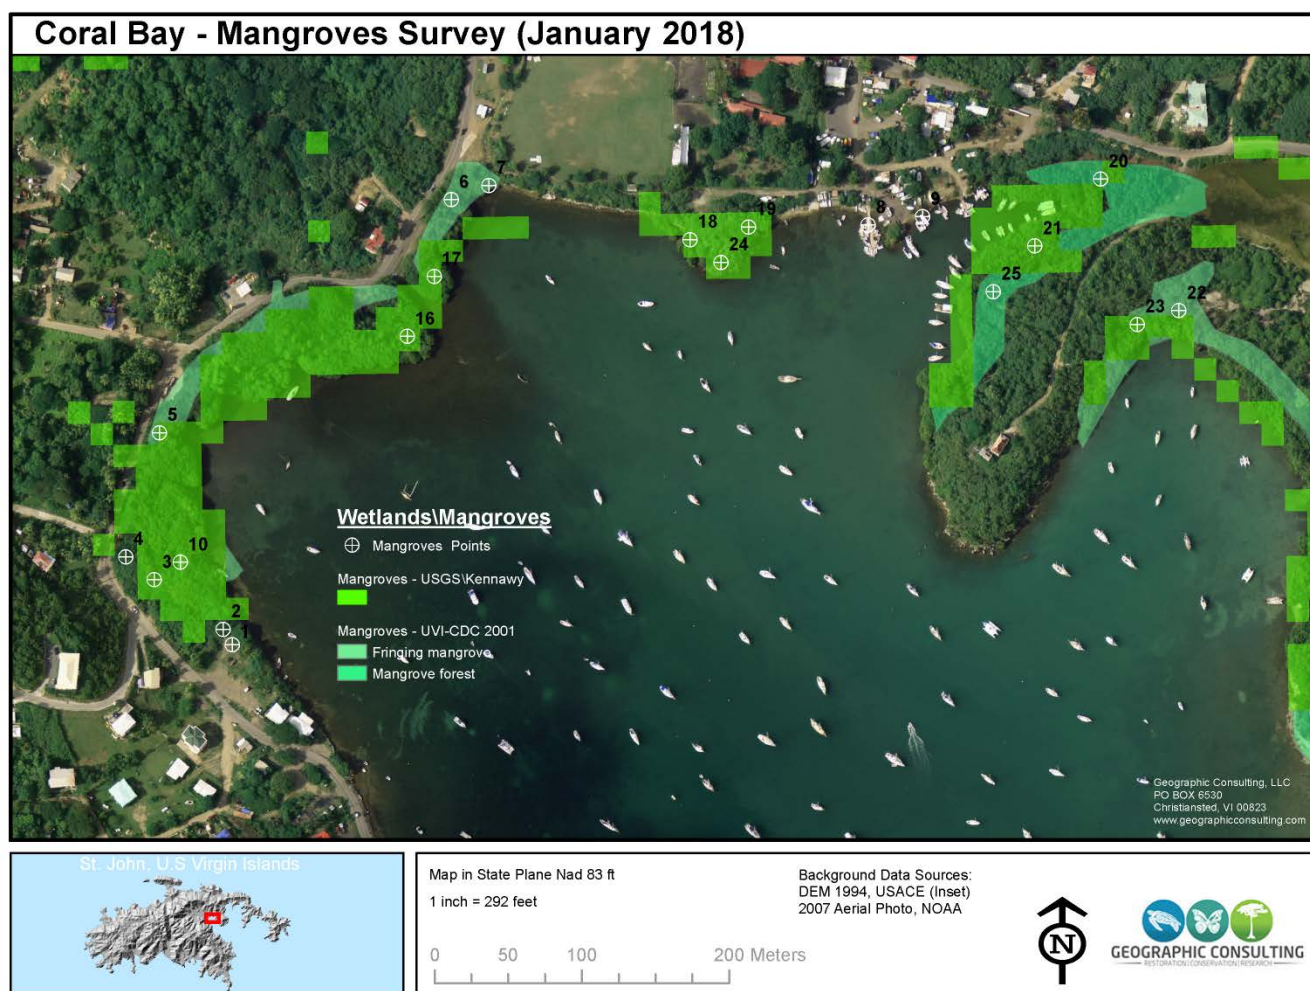 Coral Bay - Mangroves Survey (January 2018)
7
6
20
19
8
9
18
21
24
17
25
22
23
16
5
Wetlands\Mangroves
4
10
Mangroves Points
3
Mangroves - USGS\Kennawy
2
1
Mangroves - UVI-CDC 2001
Fringing mangrove
Mangrove forest
Geographic Consulting, LLC
PO BOX 6530
Christiansted, VI 00823
www.geographicconsulting.com
St. John, U.S Virgin Islands
Map in State Plane Nad 83 ft
1 inch = 292 feet
0 50 100 200 Meters
Background Data Sources:
DEM 1994, USACE (Inset)
2007 Aerial Photo, NOAA
N
GEOGRAPHIC CONSULTING
RESTORATION|CONSERVATION|RESEARCH